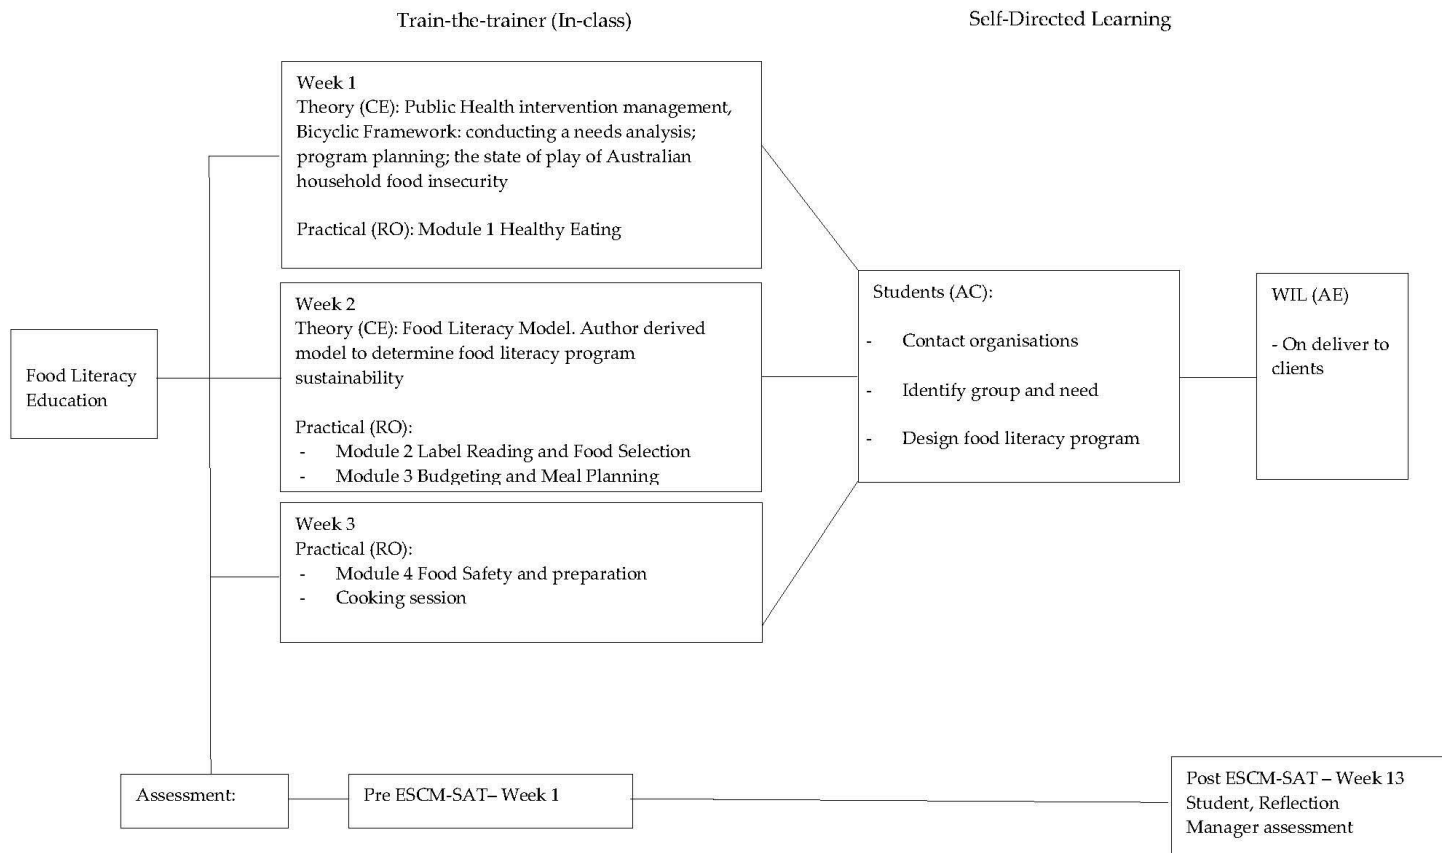 Train-the-trainer (In-class)
Self-Directed Learning
Week 1
Theory (CE): Public Health intervention management,
Bicyclic Framework: conducting a needs analysis;
program planning; the state of play of Australian
household food insecurity
Practical (RO): Module 1 Healthy Eating
Week 2
Theory (CE): Food Literacy Model. Author derived
model to determine food literacy program
sustainability
Practical (RO):
- Module 2 Label Reading and Food Selection
- Module 3 Budgeting and Meal Planning
Week 3
Practical (RO):
- Module 4 Food Safety and preparation
- Cooking session
Food Literacy
Education
Students (AC):
- Contact organisations
- Identify group and need
- Design food literacy program
WIL (AE)
- On deliver to
clients
Assessment:
Pre ESCM-SAT– Week 1
Post ESCM-SAT – Week 13
Student, Reflection
Manager assessment